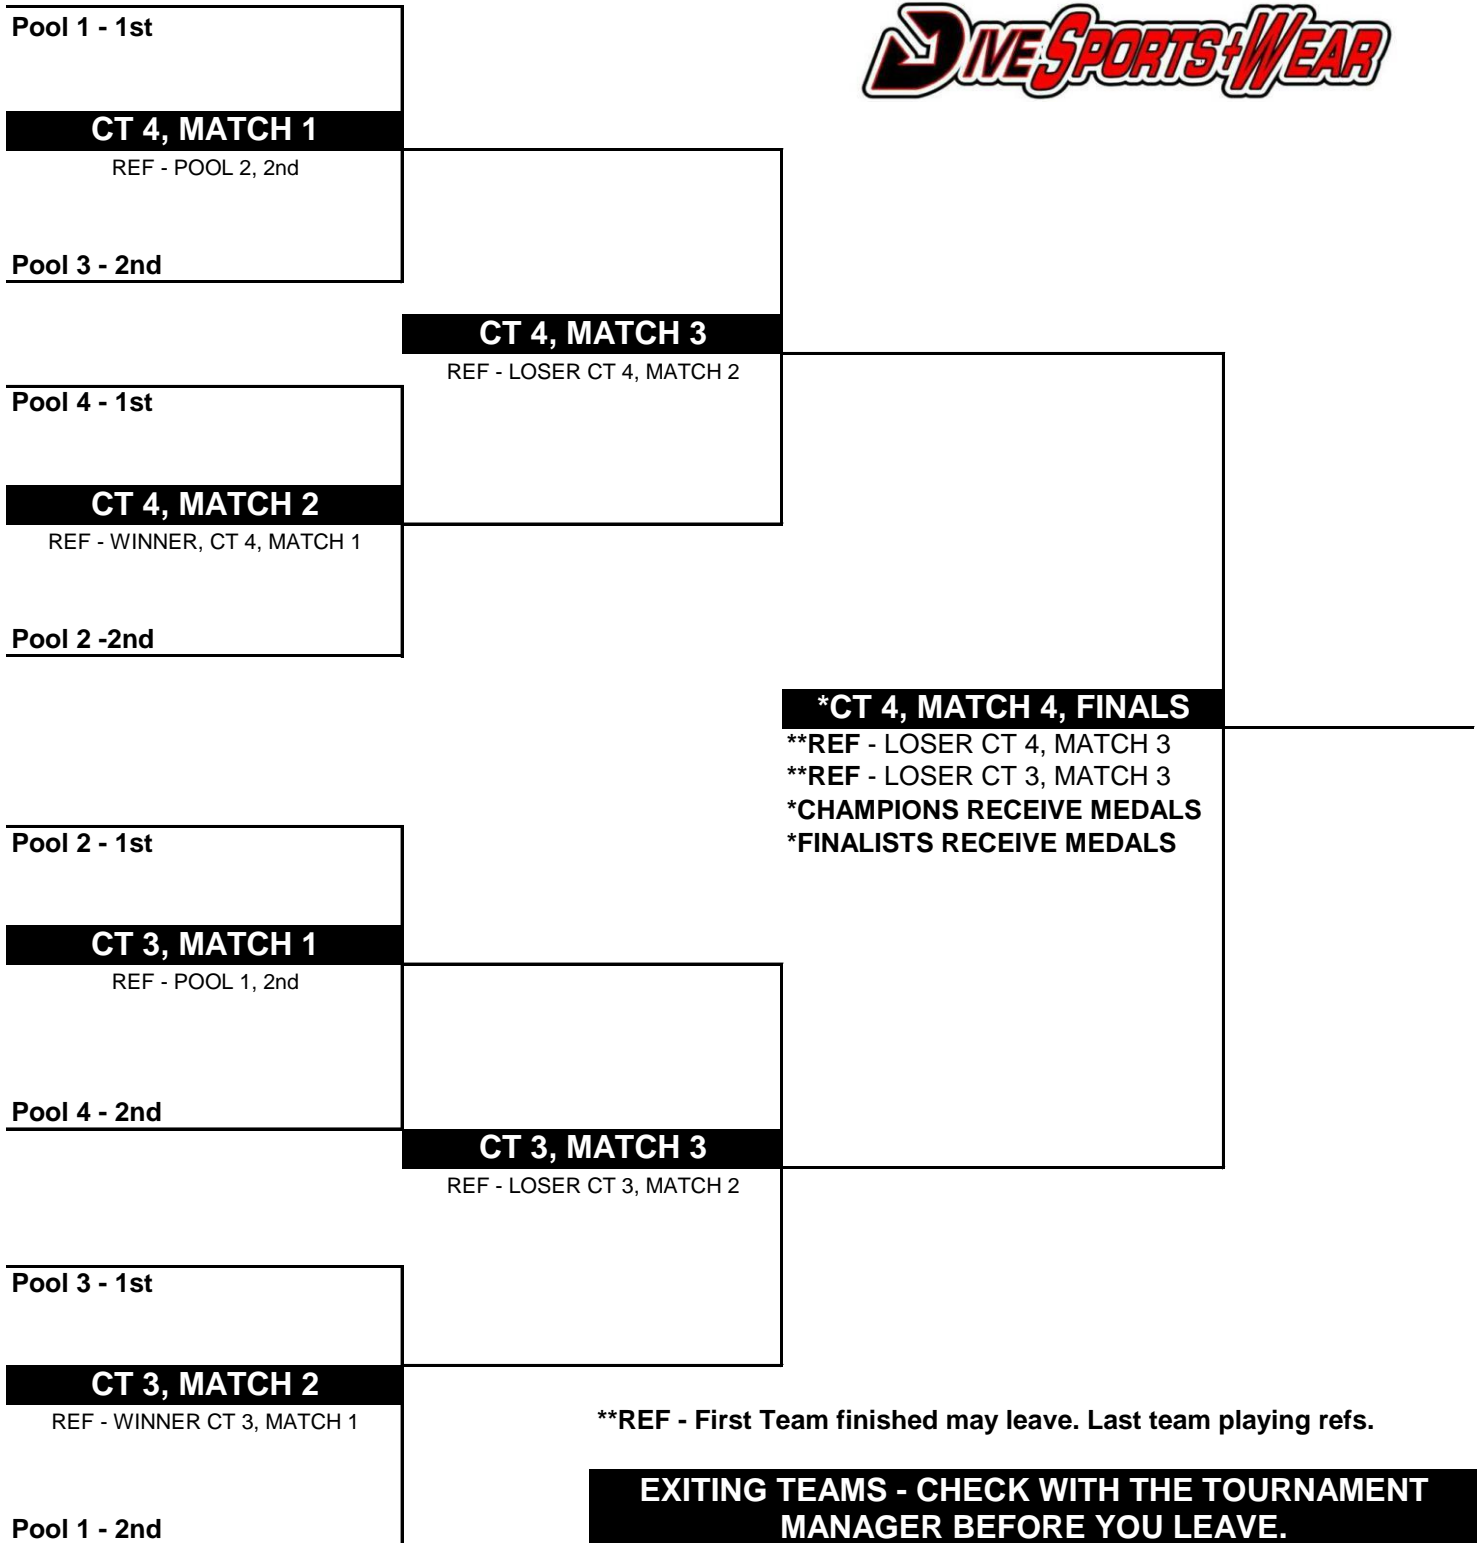 Pool 1 - 1st
DIVE SPORTS+WEAR
CT 4, MATCH 1
REF - POOL 2, 2nd
Pool 3 - 2nd
CT 4, MATCH 3
REF - LOSER CT 4, MATCH 2
Pool 4 - 1st
CT 4, MATCH 2
REF - WINNER, CT 4, MATCH 1
Pool 2 -2nd
*CT 4, MATCH 4, FINALS
**REF - LOSER CT 4, MATCH 3
**REF - LOSER CT 3, MATCH 3
*CHAMPIONS RECEIVE MEDALS
*FINALISTS RECEIVE MEDALS
Pool 2 - 1st
CT 3, MATCH 1
REF - POOL 1, 2nd
Pool 4 - 2nd
CT 3, MATCH 3
REF - LOSER CT 3, MATCH 2
Pool 3 - 1st
CT 3, MATCH 2
REF - WINNER CT 3, MATCH 1
**REF - First Team finished may leave. Last team playing refs.
EXITING TEAMS - CHECK WITH THE TOURNAMENT
MANAGER BEFORE YOU LEAVE.
Pool 1 - 2nd